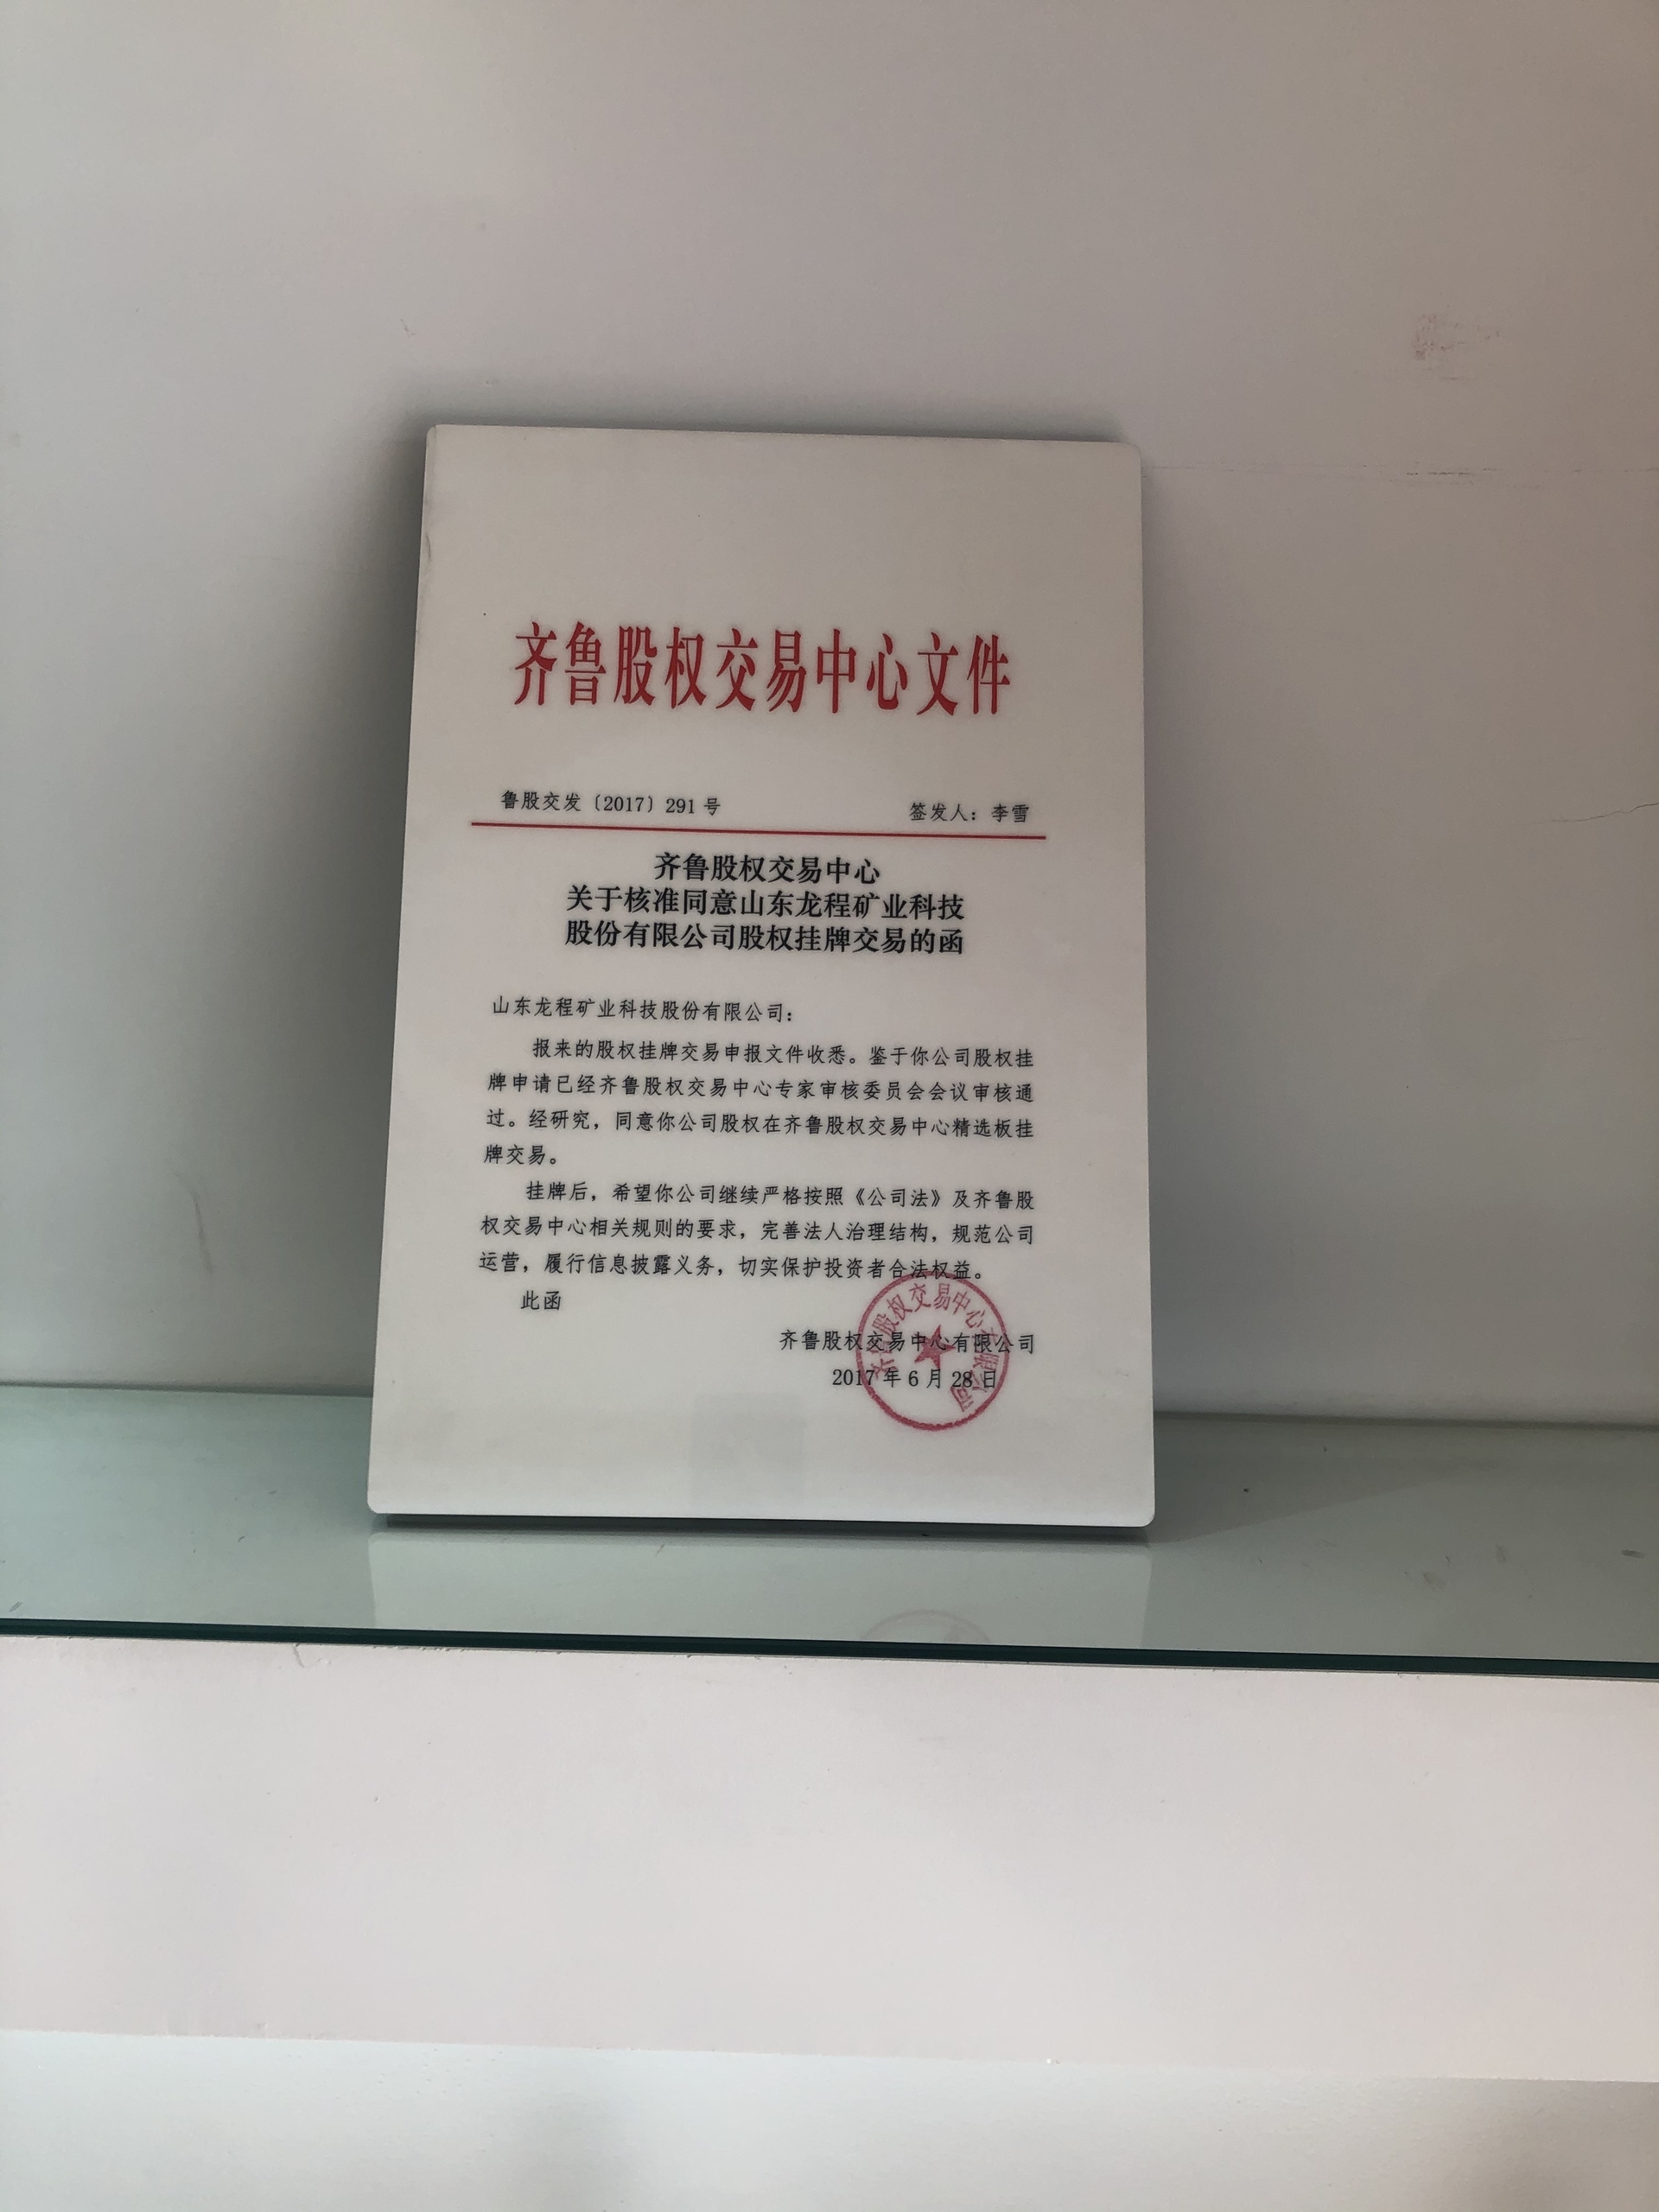 齐鲁股权交易中心文件
鲁股交发〔2017〕291号 签发人：李雪
齐鲁股权交易中心
关于核准同意山东龙程矿业科技
股份有限公司股权挂牌交易的函
山东龙程矿业科技股份有限公司：
报来的股权挂牌交易申报文件收悉。鉴于你公司股权挂
牌申请已经齐鲁股权交易中心专家审核委员会会议审核通
过。经研究，同意你公司股权在齐鲁股权交易中心精选板挂
牌交易。
挂牌后，希望你公司继续严格按照《公司法》及齐鲁股
权交易中心相关规则的要求，完善法人治理结构，规范公司
运营，履行信息披露义务，切实保护投资者合法权益。
此函
齐鲁股权交易中心有限公司
2017年6月28日
齐鲁股权交易中心有限公司